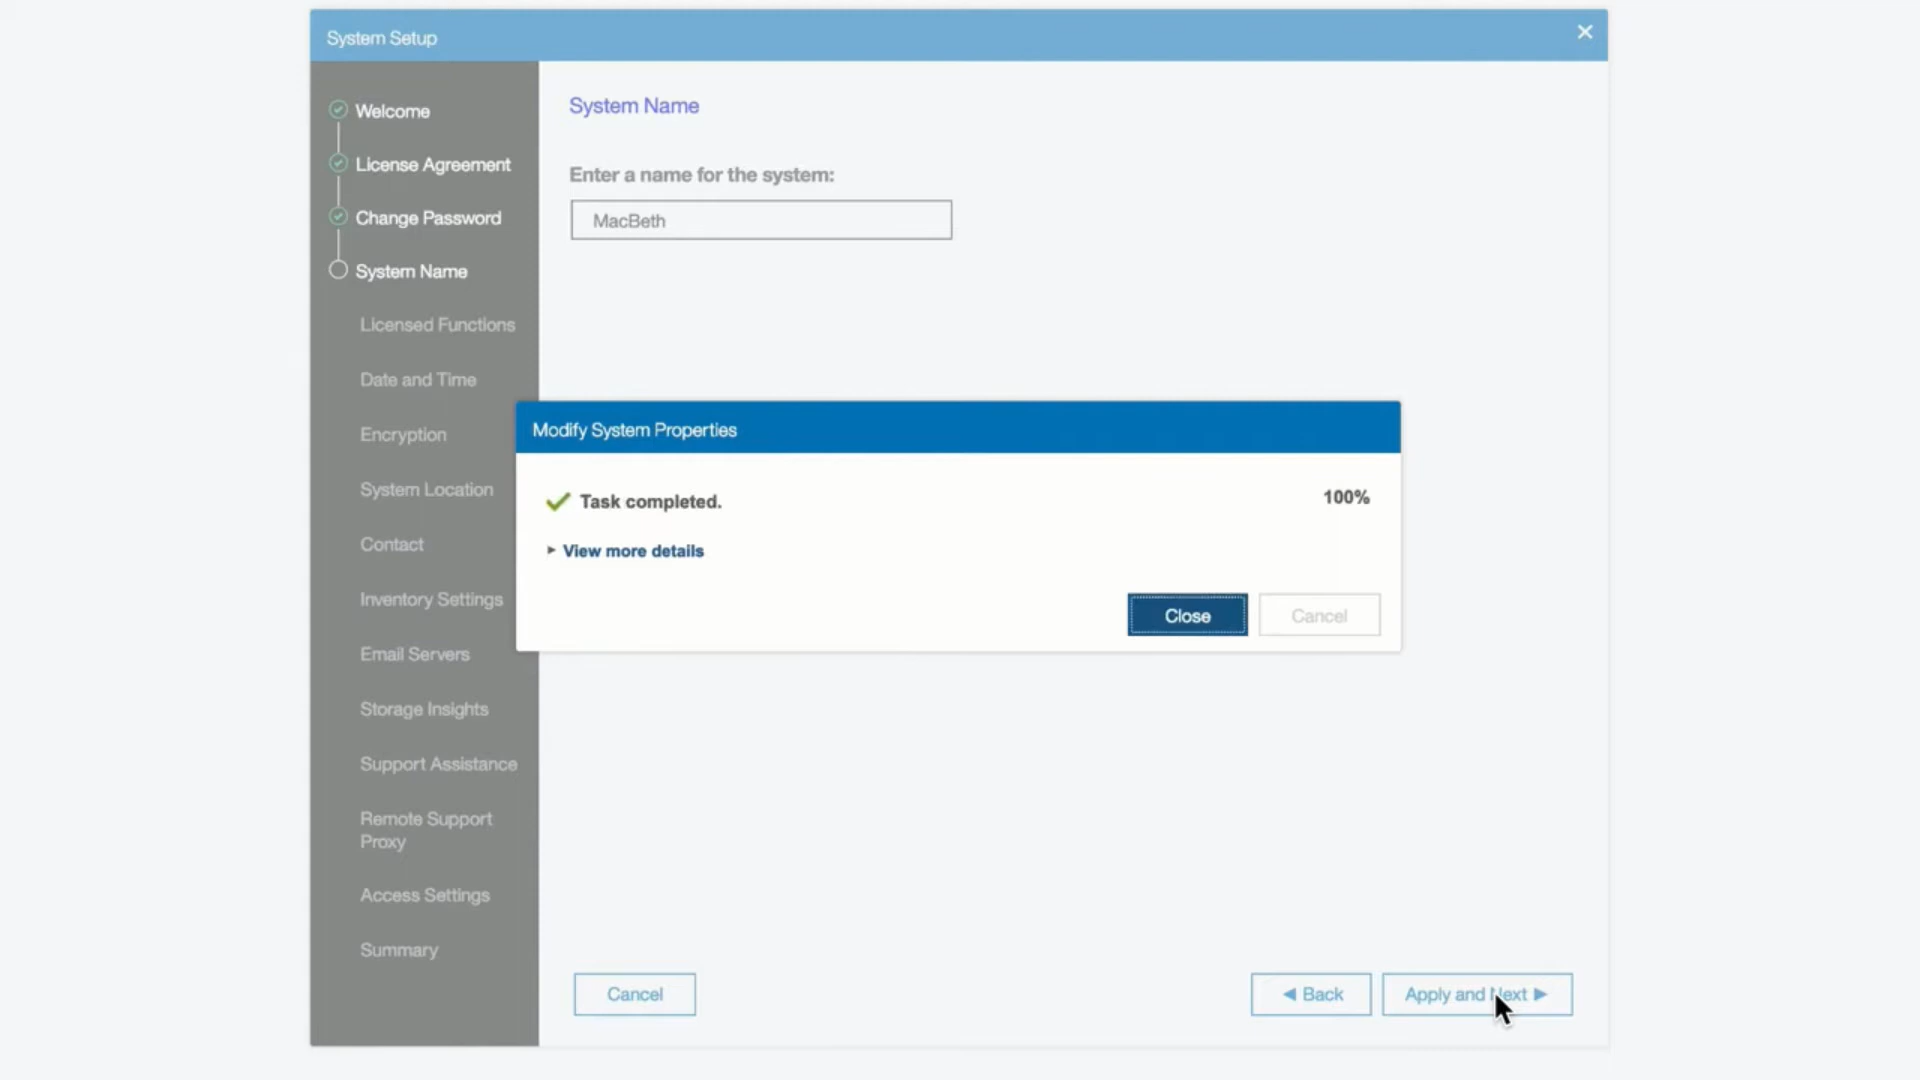 System Setup
Welcome
License Agreement
Change Password
System Name
Licensed Functions
Date and Time
Encryption
System Location
Contact
Inventory Settings
Email Servers
Storage Insights
Support Assistance
Remote Support
Proxy
Access Settings
Summary
System Name
Enter a name for the system:
MacBeth
Modify System Properties
Task completed.
100%
View more details
Close
Cancel
Cancel
Back
Apply and Next